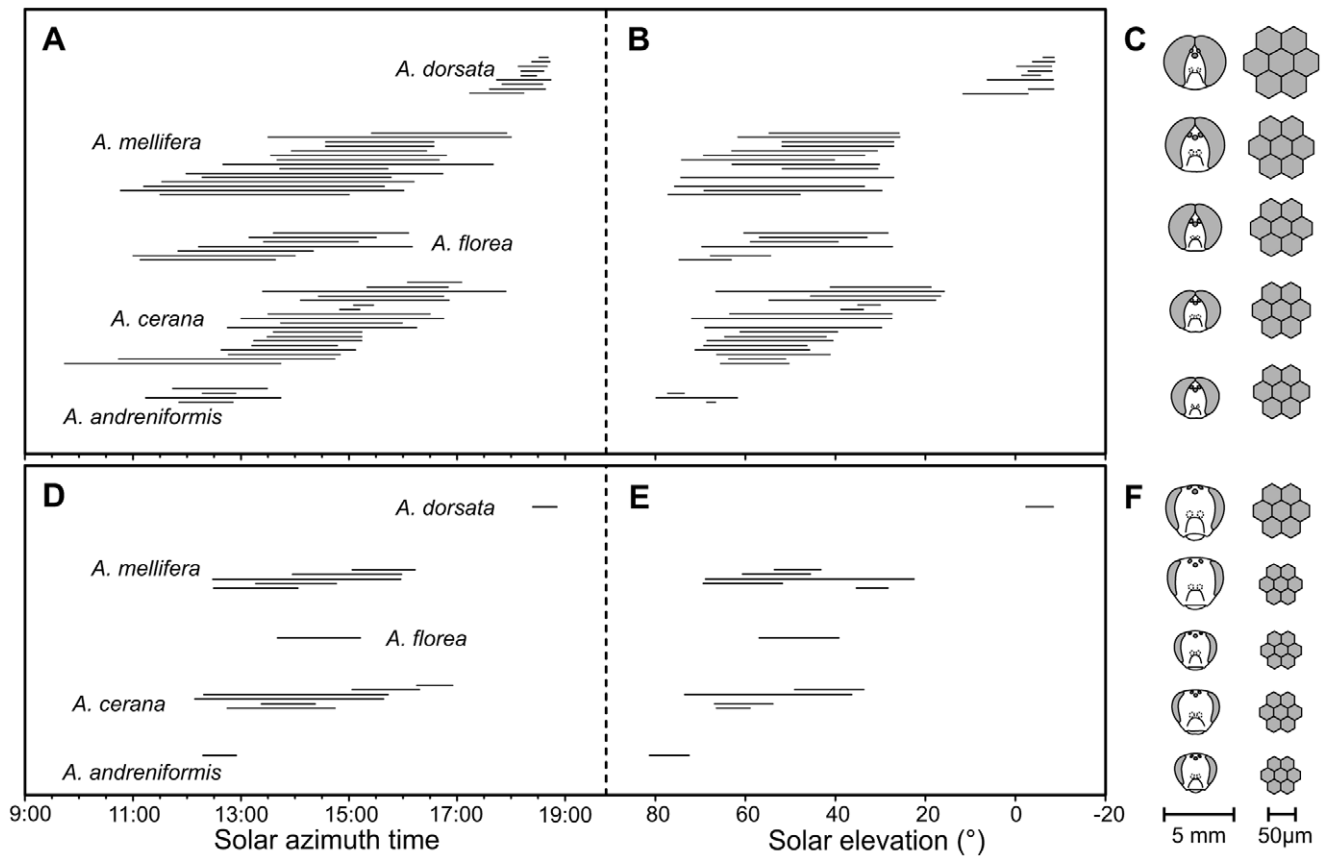 A B C
A. dorsata
A. mellifera
A. florea
A. cerana
A. andreniformis
D E F
A. dorsata
A. mellifera
A. florea
A. cerana
A. andreniformis
9:00 11:00 13:00 15:00 17:00 19:00 80 60 40 20 0 -20
Solar azimuth time Solar elevation (°) 5 mm 50µm